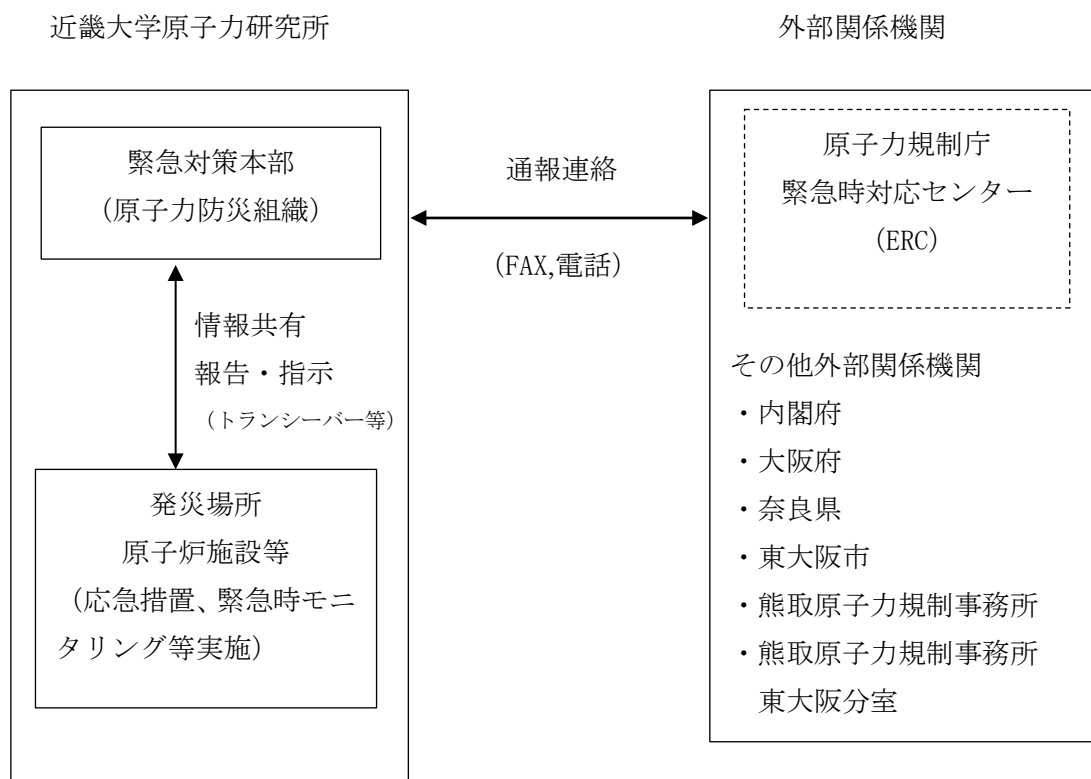 近畿大学原子力研究所
緊急対策本部
(原子力防災組織)
情報共有
報告・指示
(トランシーバー等)
発災場所
原子炉施設等
(応急措置、緊急時モニ
タリング等実施)
通報連絡
(FAX,電話)
外部関係機関
原子力規制庁
緊急時対応センター
(ERC)
その他外部関係機関
・内閣府
・大阪府
・奈良県
・東大阪市
・熊取原子力規制事務所
・熊取原子力規制事務所
東大阪分室